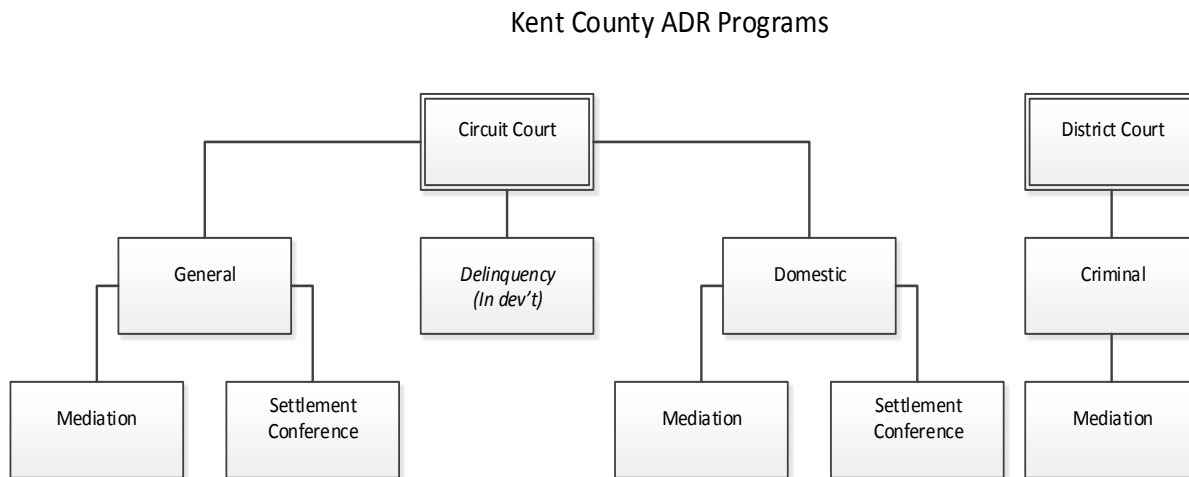 Kent County ADR Programs
Circuit Court
District Court
General
Delinquency
(In dev't)
Domestic
Criminal
Mediation
Settlement
Conference
Mediation
Settlement
Conference
Mediation